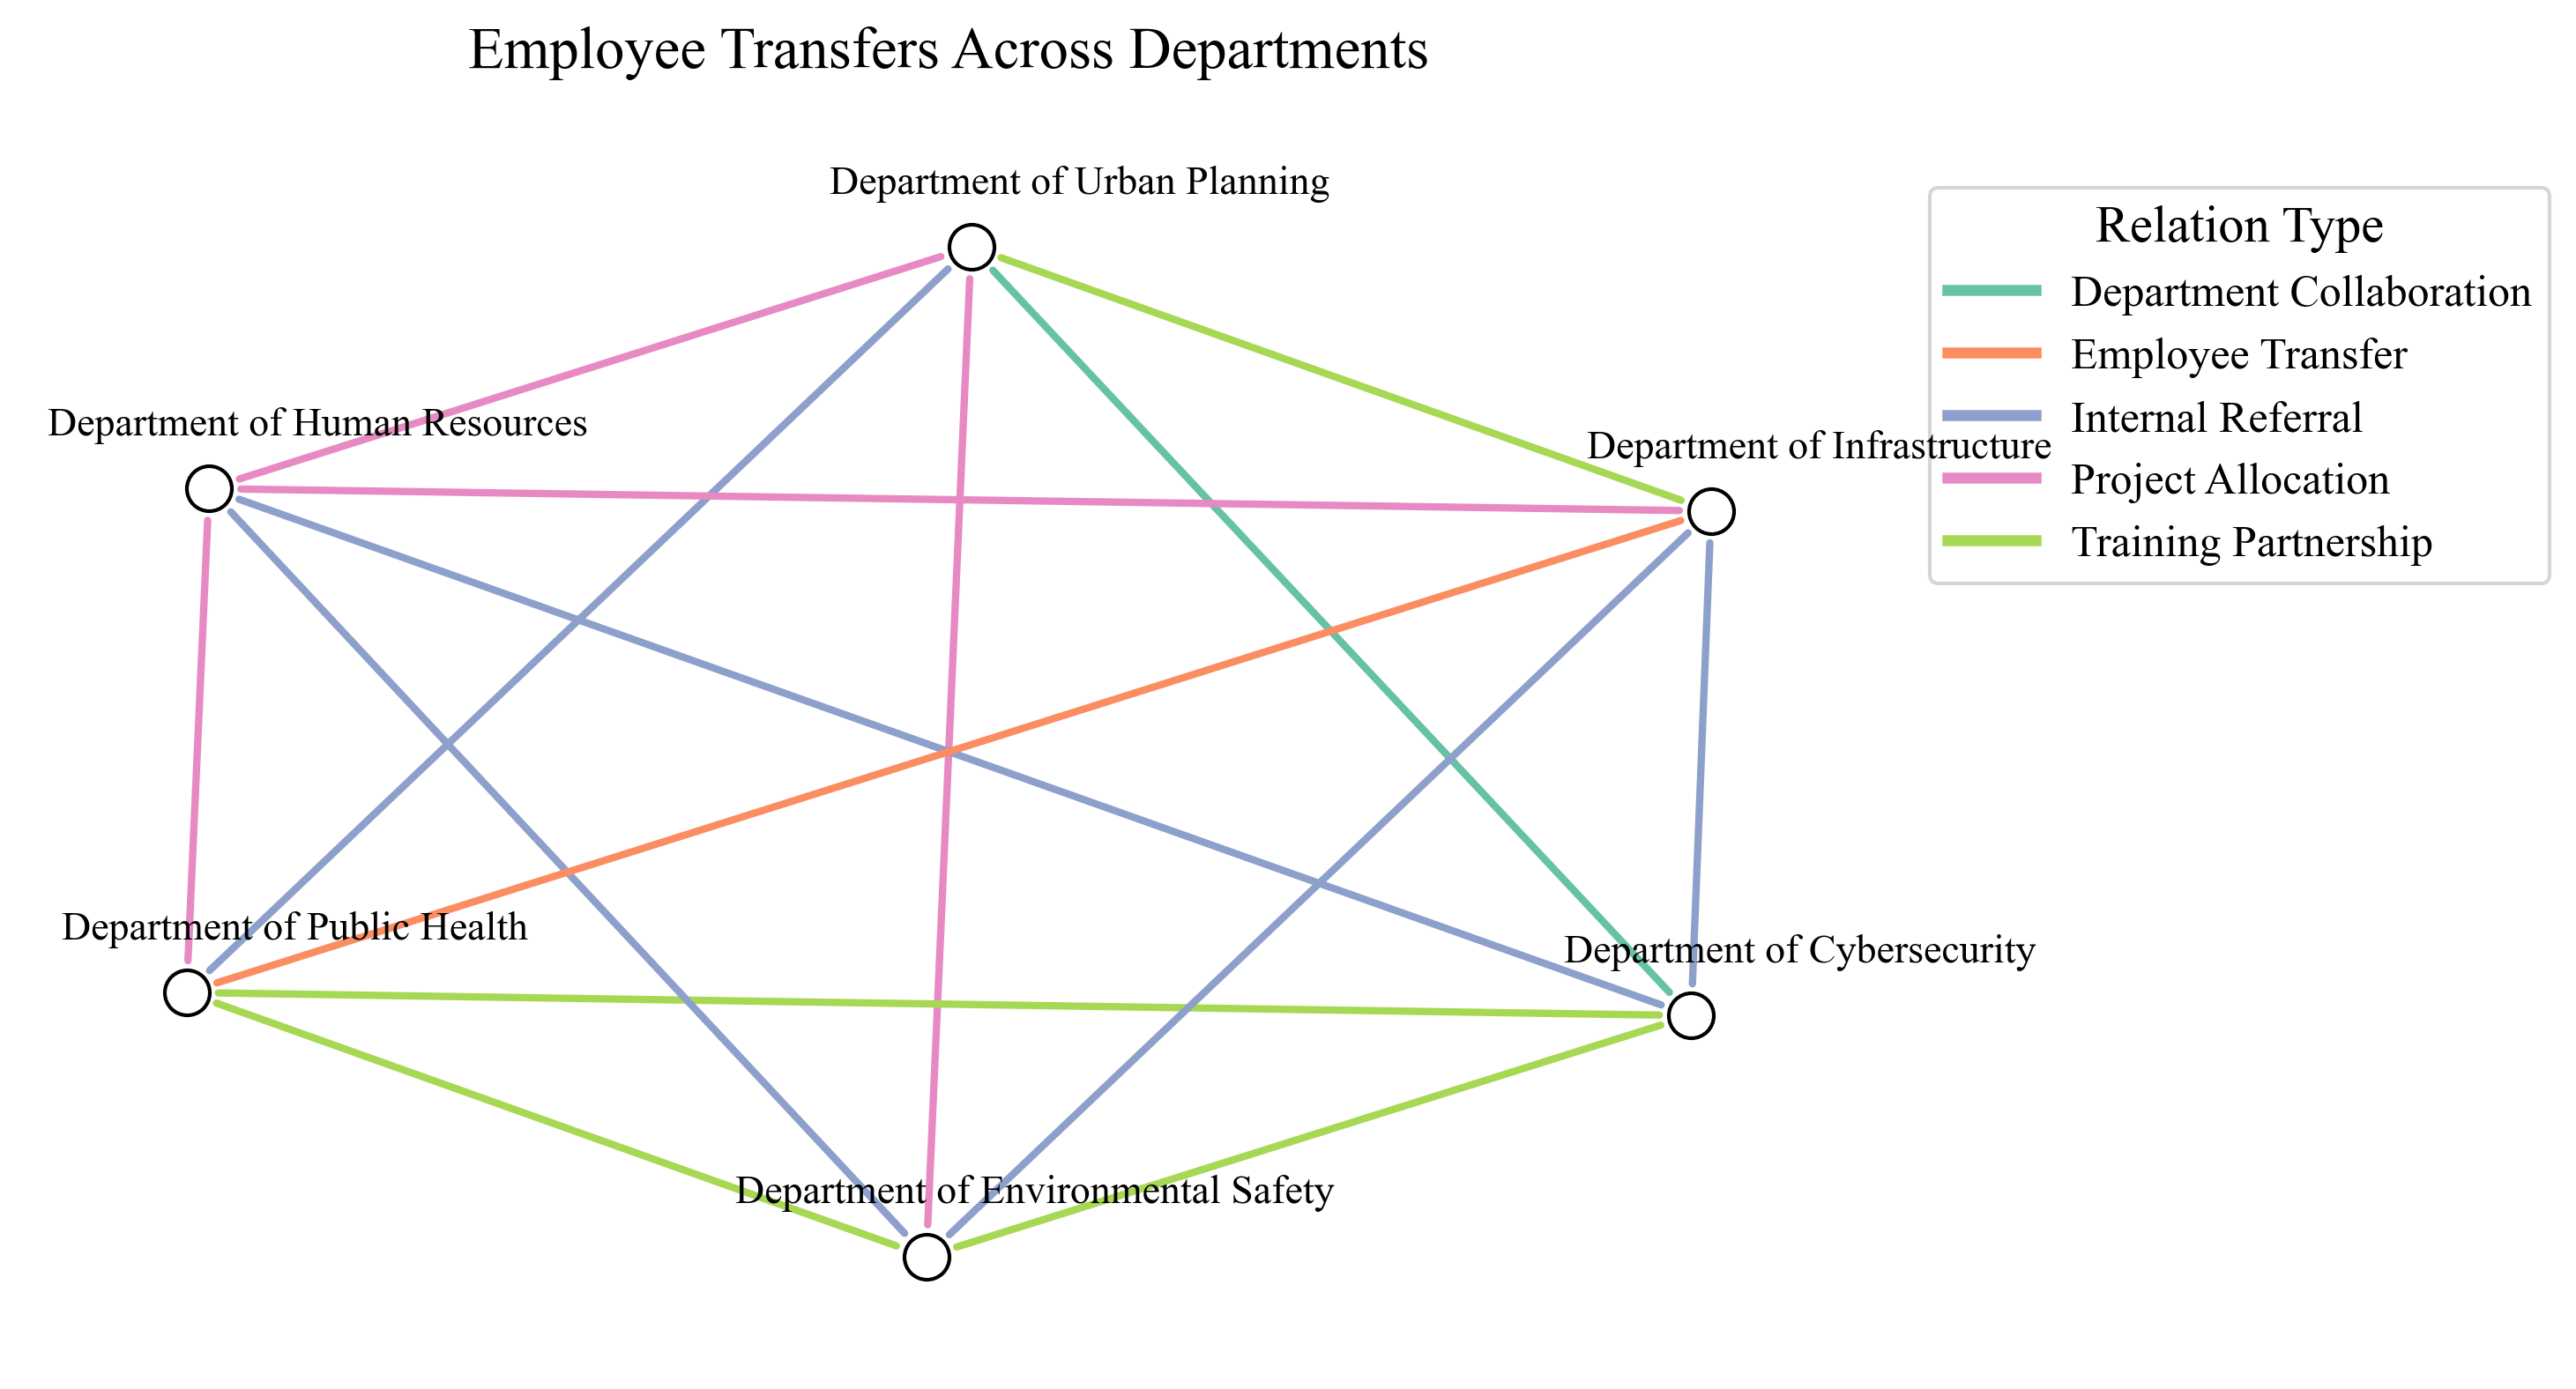 Employee Transfers Across Departments
Department of Urban Planning
Relation Type
Department Collaboration
Employee Transfer
Internal Referral
Project Allocation
Training Partnership
Department of Human Resources
Department of Infrastructure
Department of Public Health
Department of Cybersecurity
Department of Environmental Safety